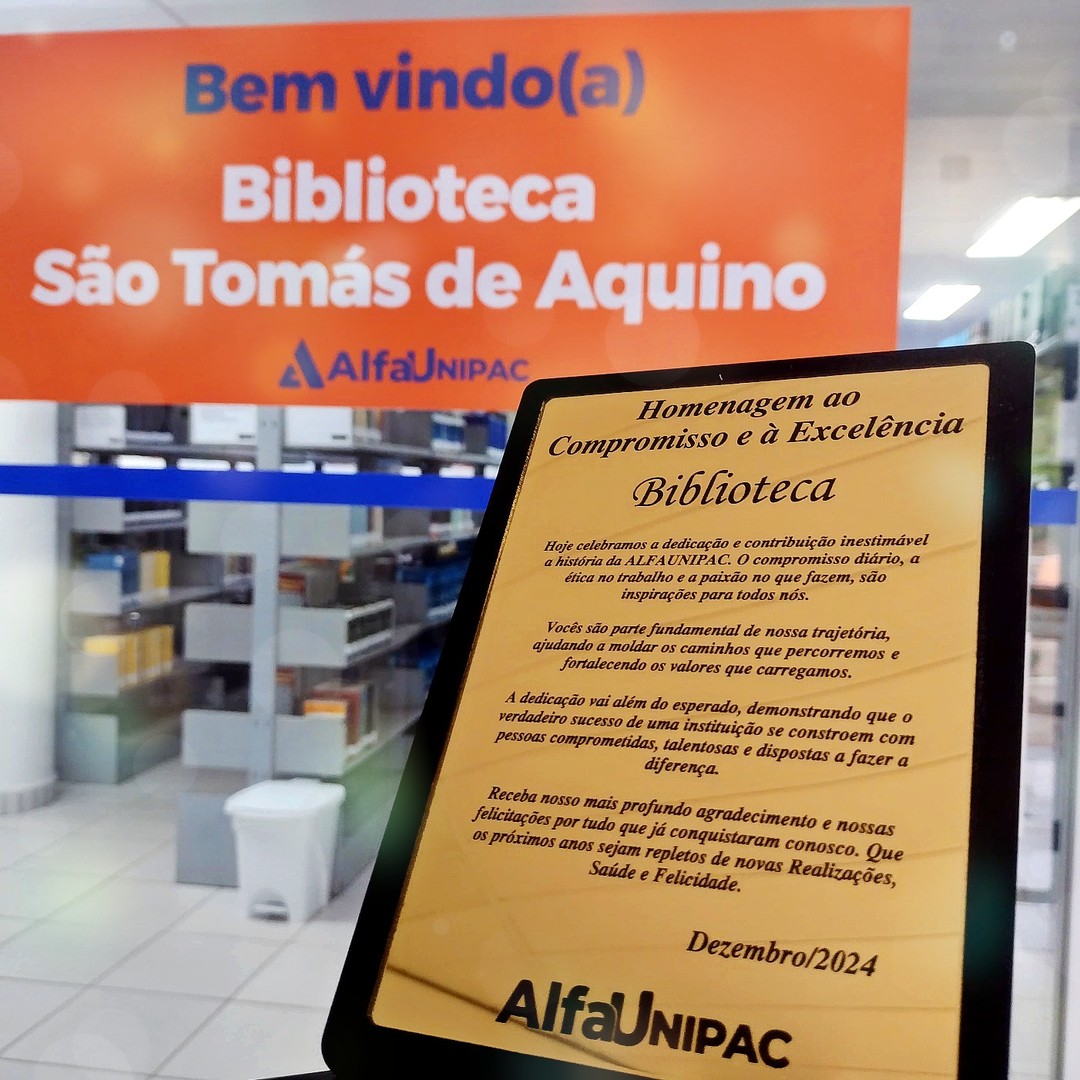 Bem vindo(a)
Biblioteca
São Tomás de Aquino
AlfaUNIPAC
Homenagem ao
Compromisso e à Excelência
Biblioteca
Hoje celebramos a dedicação e contribuição inestimável
a história da ALFAUNIPAC. O compromisso diário, a
ética no trabalho e a paixão no que fazem, são
inspirações para todos nós.
Vocês são parte fundamental de nossa trajetória,
ajudando a moldar os caminhos que percorremos e
fortalecendo os valores que carregamos.
A dedicação vai além do esperado, demonstrando que o
verdadeiro sucesso de uma instituição se constroem com
pessoas comprometidas, talentosas e dispostas a fazer a
diferença.
Receba nosso mais profundo agradecimento e nossas
felicitações por tudo que já conquistaram conosco. Que
os próximos anos sejam repletos de novas Realizações,
Saúde e Felicidade.
Dezembro/2024
AlfaUNIPAC